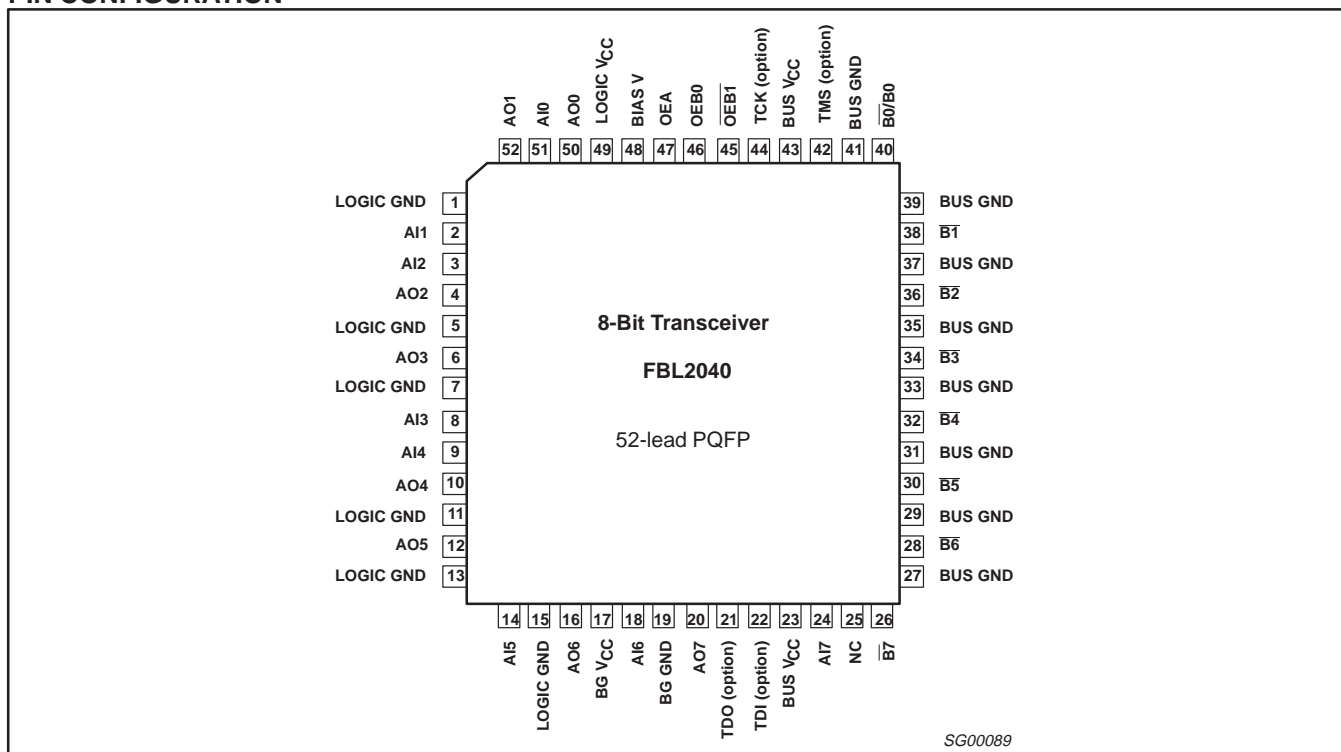 AO1
AI0
AO0
LOGIC VCC
BIAS V
OEA
OEB0
OEB1
TCK (option)
BUS VCC
TMS (option)
BUS GND
B0/B0
52 51 50 49 48 47 46 45 44 43 42 41 40
LOGIC GND 1
AI1 2
AI2 3
AO2 4
LOGIC GND 5
AO3 6
LOGIC GND 7
AI3 8
AI4 9
AO4 10
LOGIC GND 11
AO5 12
LOGIC GND 13
8-Bit Transceiver
FBL2040
52-lead PQFP
39 BUS GND
38 B1
37 BUS GND
36 B2
35 BUS GND
34 B3
33 BUS GND
32 B4
31 BUS GND
30 B5
29 BUS GND
28 B6
27 BUS GND
14 15 16 17 18 19 20 21 22 23 24 25 26
AI5
LOGIC GND
AO6
BG VCC
AI6
BG GND
AO7
TDO (option)
TDI (option)
BUS VCC
AI7
NC
B7
SG00089